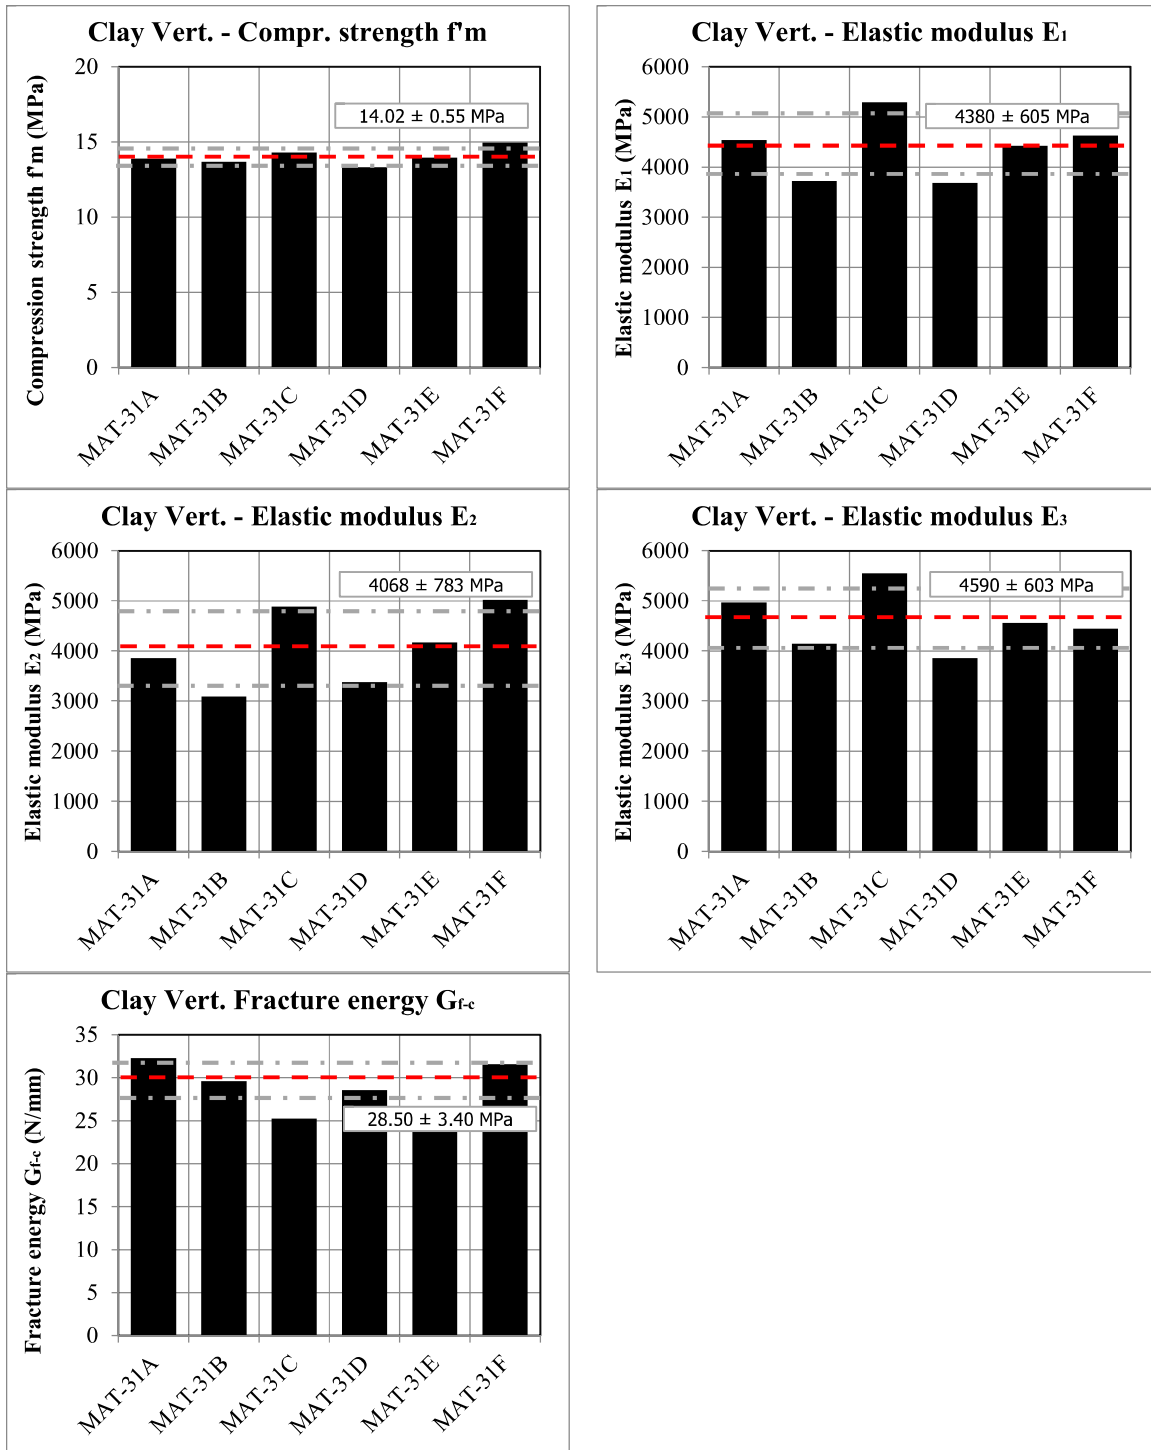 Clay Vert. - Compr. strength f'm
Compression strength f'm (MPa)
20
15
10
5
0
14.02 ± 0.55 MPa
MAT-31A
MAT-31B
MAT-31C
MAT-31D
MAT-31E
MAT-31F
Clay Vert. - Elastic modulus E1
Elastic modulus E1 (MPa)
6000
5000
4000
3000
2000
1000
0
4380 ± 605 MPa
MAT-31A
MAT-31B
MAT-31C
MAT-31D
MAT-31E
MAT-31F
Clay Vert. - Elastic modulus E2
Elastic modulus E2 (MPa)
6000
5000
4000
3000
2000
1000
0
4068 ± 783 MPa
MAT-31A
MAT-31B
MAT-31C
MAT-31D
MAT-31E
MAT-31F
Clay Vert. - Elastic modulus E3
Elastic modulus E3 (MPa)
6000
5000
4000
3000
2000
1000
0
4590 ± 603 MPa
MAT-31A
MAT-31B
MAT-31C
MAT-31D
MAT-31E
MAT-31F
Clay Vert. Fracture energy Gf-c
Fracture energy Gf-c (N/mm)
35
30
25
20
15
10
5
0
28.50 ± 3.40 MPa
MAT-31A
MAT-31B
MAT-31C
MAT-31D
MAT-31E
MAT-31F